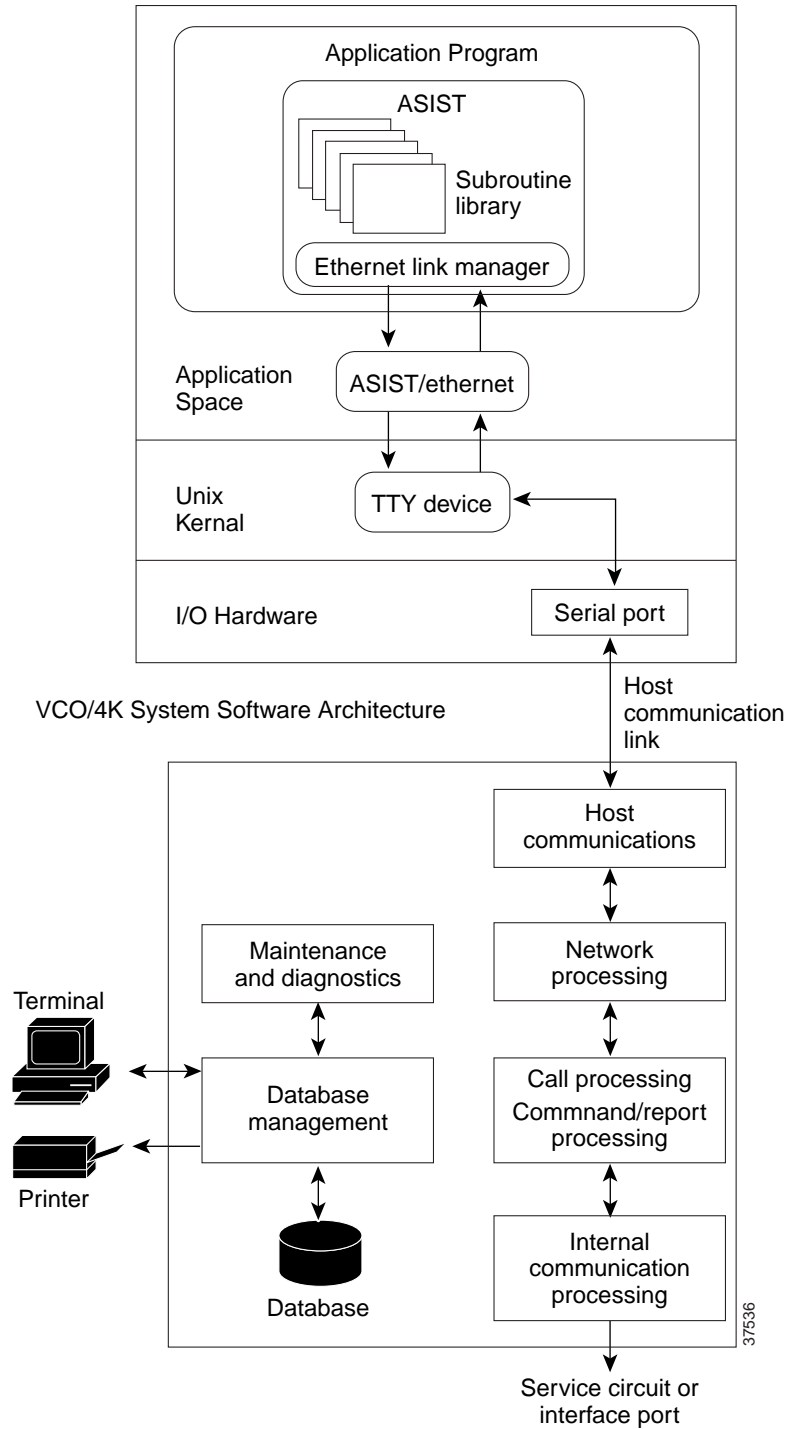 Application Program
ASIST
Subroutine
library
Ethernet link manager
Application
Space
ASIST/ethernet
Unix
Kernal
TTY device
I/O Hardware
Serial port
VCO/4K System Software Architecture
Host
communication
link
Host
communications
Maintenance
and diagnostics
Network
processing
Terminal
Database
management
Call processing
Commnand/report
processing
Printer
Database
Internal
communication
processing
37536
Service circuit or
interface port